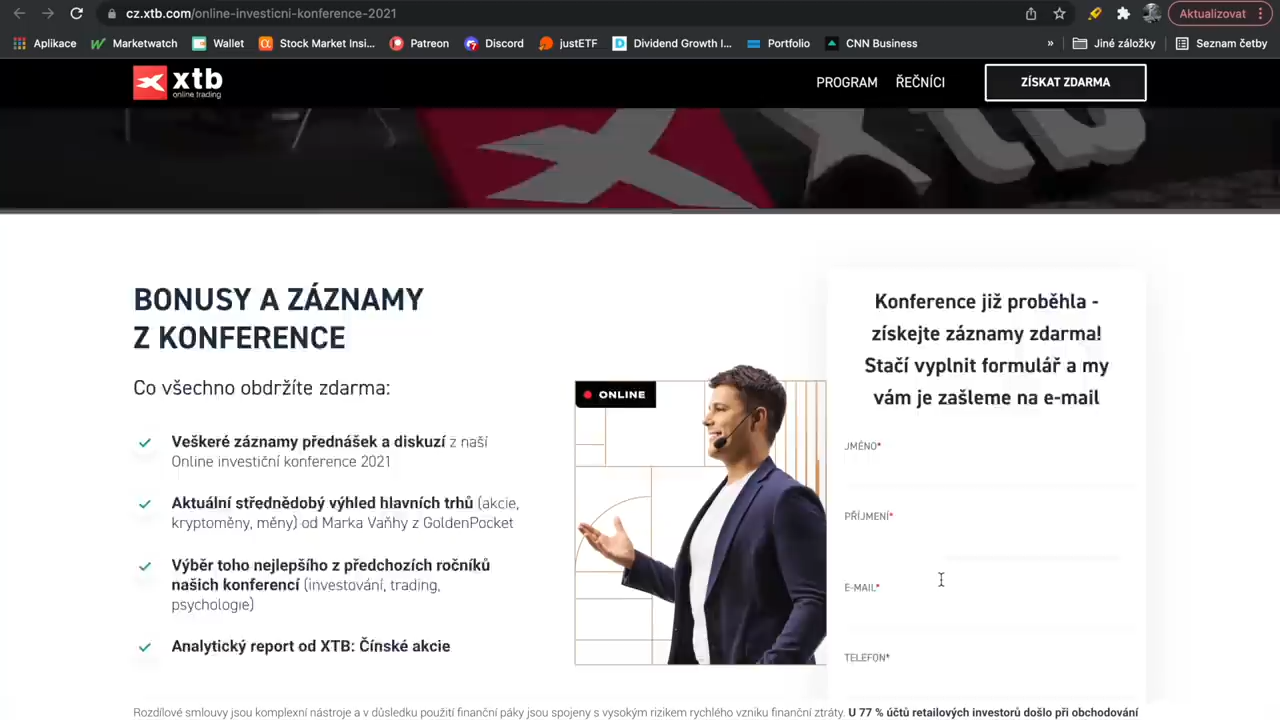 cz.xtb.com/online-investicni-konference-2021
Aktualizovat
Aplikace
Marketwatch
Wallet
Stock Market Insi...
Patreon
Discord
justETF
Dividend Growth I...
Portfolio
CNN Business
»
Jiné záložky
Seznam četby
xtb
online trading
PROGRAM
ŘEČNÍCI
ZÍSKAT ZDARMA
xtb
BONUSY A ZÁZNAMY
Z KONFERENCE
Co všechno obdržíte zdarma:
Veškeré záznamy přednášek a diskuzí z naší
Online investiční konference 2021
Aktuální střednědobý výhled hlavních trhů (akcie,
kryptoměny, měny) od Marka Vaňhy z GoldenPocket
Výběr toho nejlepšího z předchozích ročníků
našich konferencí (investování, trading,
psychologie)
Analytický report od XTB: Čínské akcie
ONLINE
Konference již proběhla -
získejte záznamy zdarma!
Stačí vyplnit formulář a my
vám je zašleme na e-mail
JMÉNO*
PŘÍJMENÍ*
E-MAIL*
TELEFON*
Rozdílové smlouvy jsou komplexní nástroje a v důsledku použití finanční páky jsou spojeny s vysokým rizikem rychlého vzniku finanční ztráty. U 77 % účtů retailových investorů došlo při obchodování